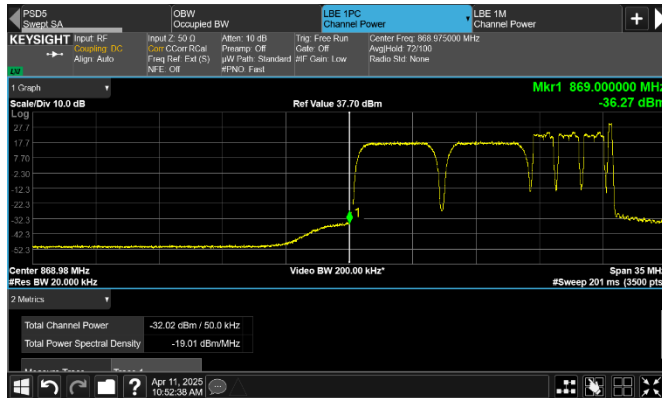 PSD5
Swept SA
OBW
Occupied BW
LBE 1PC
Channel Power
LBE 1M
Channel Power
KEYSIGHT
Input: RF
Coupling: DC
Align: Auto
Input Z: 50 Ω
Corr CCorr RCal
Freq Ref: Ext (S)
NFE: Off
Atten: 10 dB
Preamp: Off
µW Path: Standard
#PNO: Fast
Trig: Free Run
Gate: Off
#IF Gain: Low
Center Freq: 868.975000 MHz
Avg|Hold: 72/100
Radio Std: None
1 Graph
Mkr1 869.000000 MHz
Scale/Div 10.0 dB
Ref Value 37.70 dBm
-36.27 dBm
Log
27.7
17.7
7.70
-2.30
-12.3
-22.3
-32.3
-42.3
-52.3
1
Center 868.98 MHz
Video BW 200.00 kHz*
Span 35 MHz
#Res BW 20.000 kHz
#Sweep 201 ms (3500 pts)
2 Metrics
Total Channel Power
-32.02 dBm / 50.0 kHz
Total Power Spectral Density
-19.01 dBm/MHz
Apr 11, 2025
10:52:38 AM